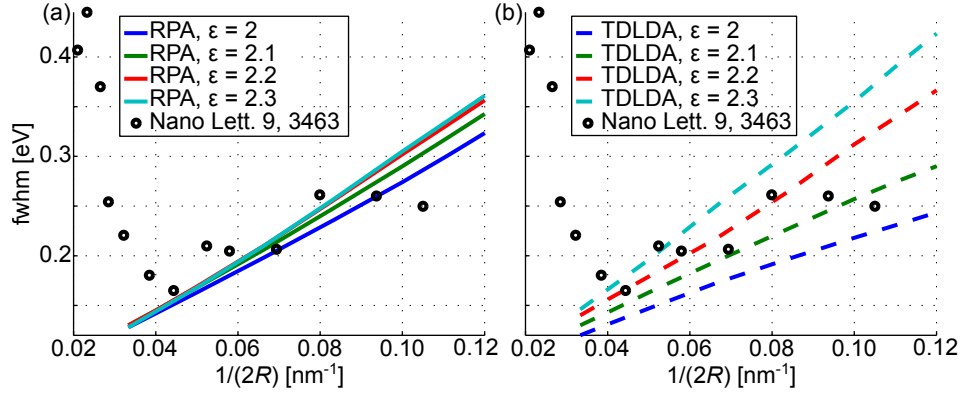 (a)
RPA, ε = 2
RPA, ε = 2.1
RPA, ε = 2.2
RPA, ε = 2.3
Nano Lett. 9, 3463
fwhm [eV]
0.4
0.3
0.2
0.02 0.04 0.06 0.08 0.10 0.12
1/(2R) [nm⁻¹]
(b)
TDLDA, ε = 2
TDLDA, ε = 2.1
TDLDA, ε = 2.2
TDLDA, ε = 2.3
Nano Lett. 9, 3463
0.02 0.04 0.06 0.08 0.10 0.12
1/(2R) [nm⁻¹]